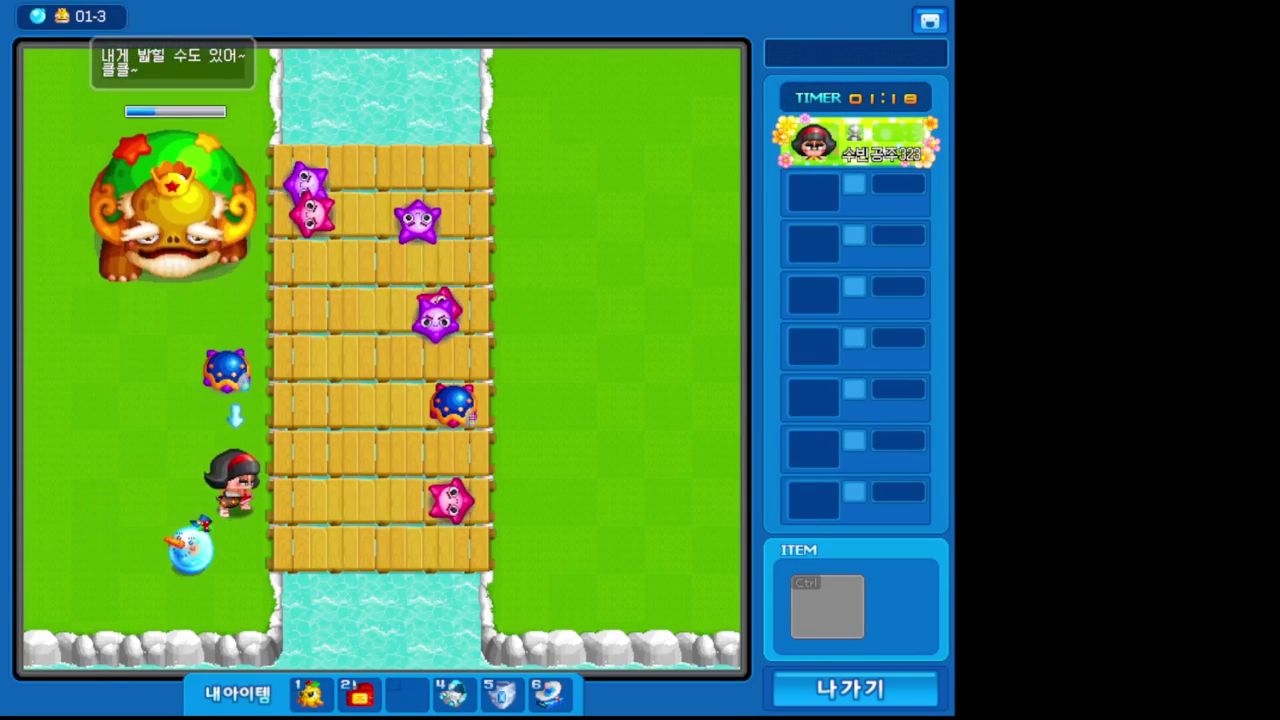 01-3
내게 밟힐 수도 있어~
클클~
TIMER 01:18
수빈공주323
ITEM
Ctrl
내아이템
1
2
4
5
6
나가기